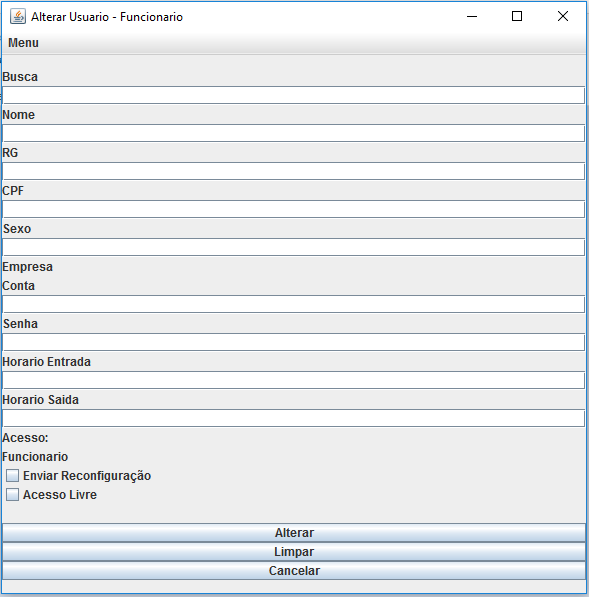 Alterar Usuario - Funcionario
Menu
Busca
Nome
RG
CPF
Sexo
Empresa
Conta
Senha
Horario Entrada
Horario Saida
Acesso:
Funcionario
Enviar Reconfiguração
Acesso Livre
Alterar
Limpar
Cancelar